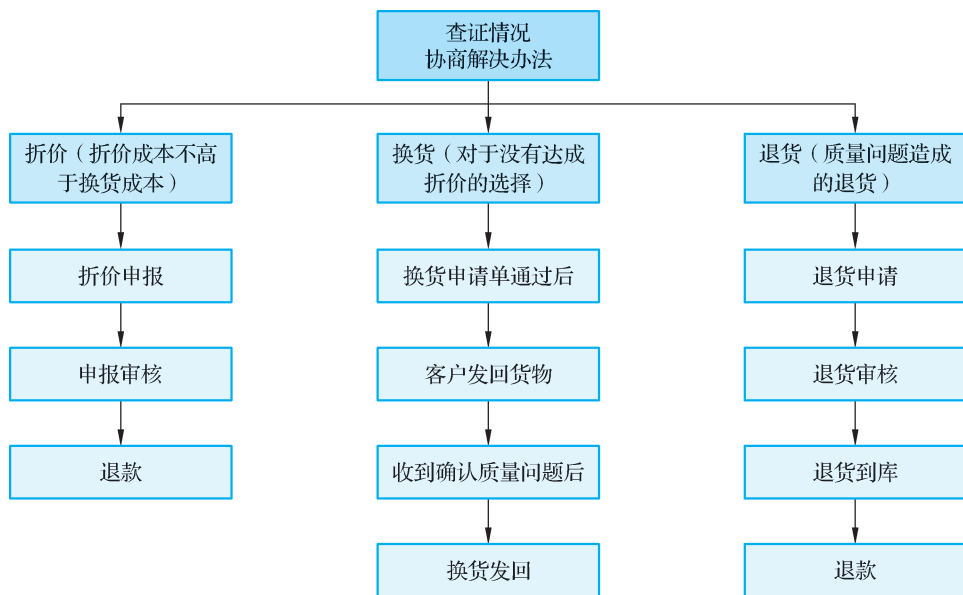 查证情况
协商解决办法
折价（折价成本不高
于换货成本）
折价申报
申报审核
退款
换货（对于没有达成
折价的选择）
换货申请单通过后
客户发回货物
收到确认质量问题后
换货发回
退货（质量问题造成
的退货）
退货申请
退货审核
退货到库
退款